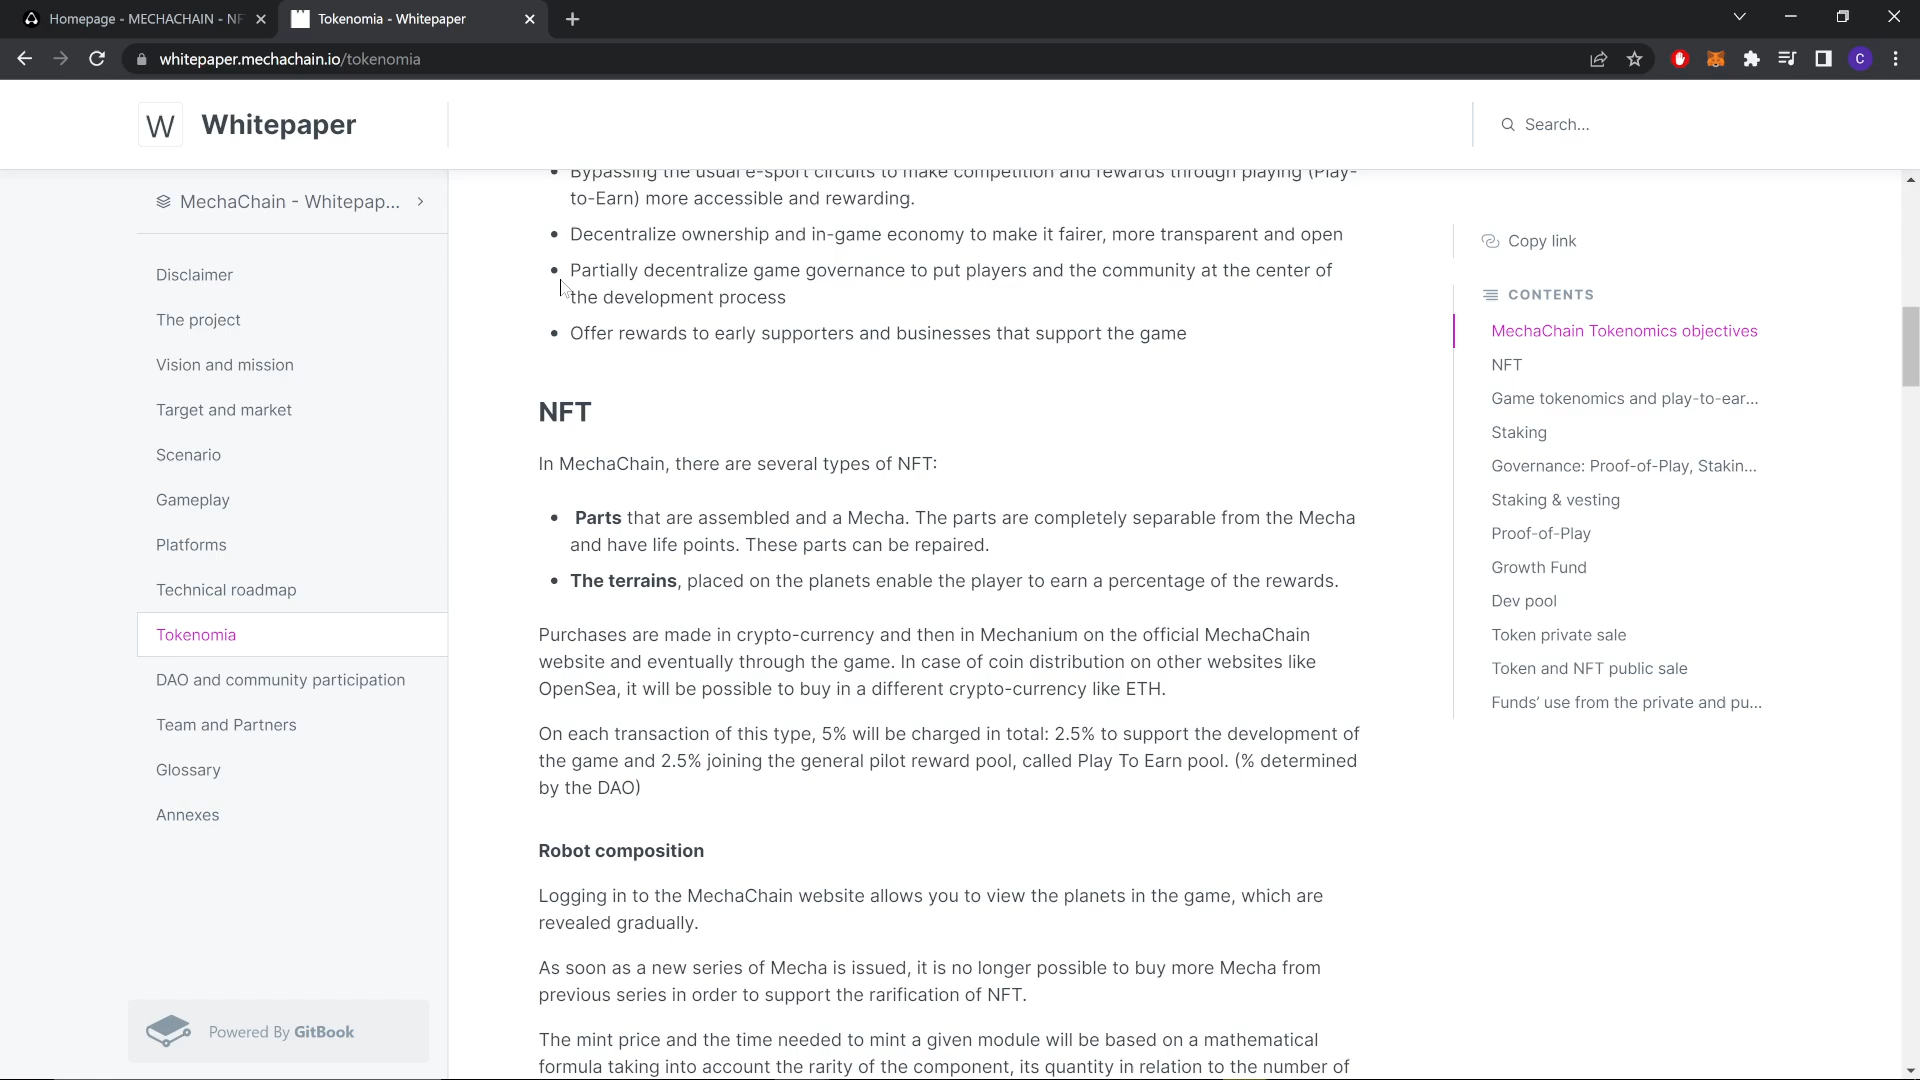 Homepage - MECHACHAIN - NF
Tokenomia - Whitepaper
whitepaper.mechachain.io/tokenomia
C
W
Whitepaper
Search...
MechaChain - Whitepap...
Disclaimer
The project
Vision and mission
Target and market
Scenario
Gameplay
Platforms
Technical roadmap
Tokenomia
DAO and community participation
Team and Partners
Glossary
Annexes
Powered By GitBook
Bypassing the usual e-sport circuits to make competition and rewards through playing (Play-
to-Earn) more accessible and rewarding.
Decentralize ownership and in-game economy to make it fairer, more transparent and open
Partially decentralize game governance to put players and the community at the center of
the development process
Offer rewards to early supporters and businesses that support the game
NFT
In MechaChain, there are several types of NFT:
Parts that are assembled and a Mecha. The parts are completely separable from the Mecha
and have life points. These parts can be repaired.
The terrains, placed on the planets enable the player to earn a percentage of the rewards.
Purchases are made in crypto-currency and then in Mechanium on the official MechaChain
website and eventually through the game. In case of coin distribution on other websites like
OpenSea, it will be possible to buy in a different crypto-currency like ETH.
On each transaction of this type, 5% will be charged in total: 2.5% to support the development of
the game and 2.5% joining the general pilot reward pool, called Play To Earn pool. (% determined
by the DAO)
Robot composition
Logging in to the MechaChain website allows you to view the planets in the game, which are
revealed gradually.
As soon as a new series of Mecha is issued, it is no longer possible to buy more Mecha from
previous series in order to support the rarification of NFT.
The mint price and the time needed to mint a given module will be based on a mathematical
formula taking into account the rarity of the component, its quantity in relation to the number of
Copy link
CONTENTS
MechaChain Tokenomics objectives
NFT
Game tokenomics and play-to-ear...
Staking
Governance: Proof-of-Play, Stakin...
Staking & vesting
Proof-of-Play
Growth Fund
Dev pool
Token private sale
Token and NFT public sale
Funds' use from the private and pu...